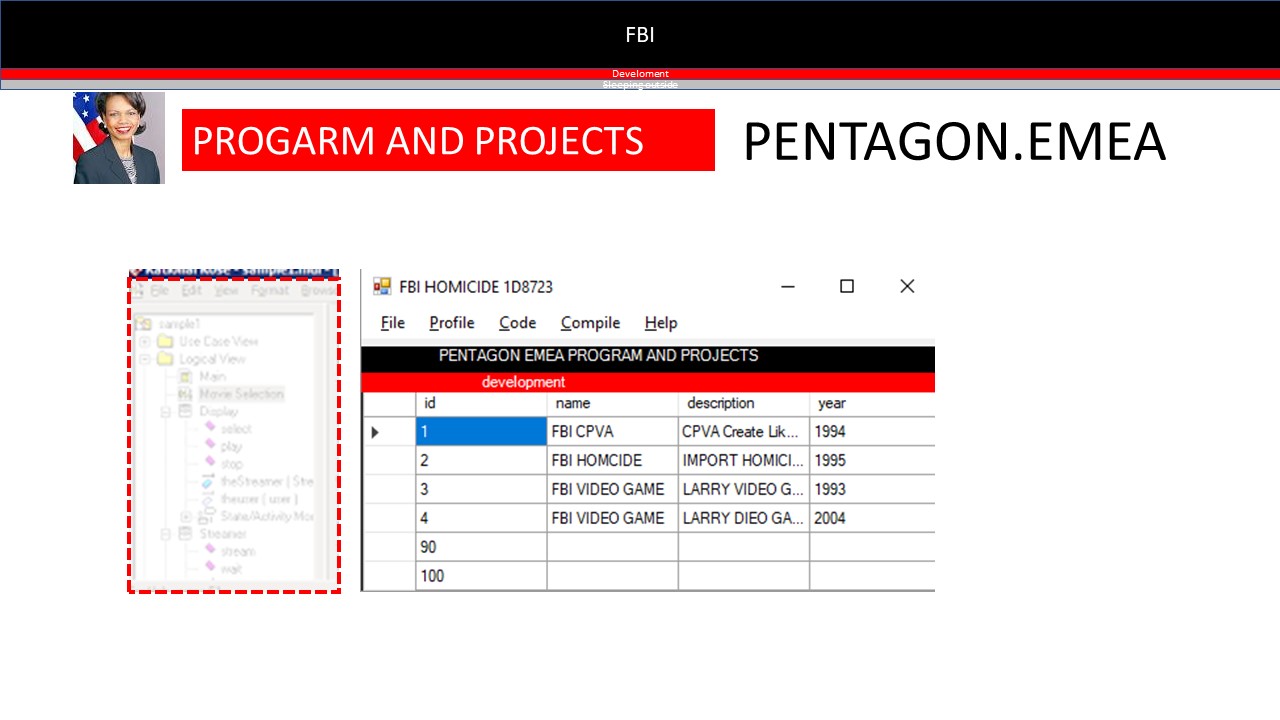 FBI
Develoment
Sleeping outside
PROGARM AND PROJECTS
PENTAGON.EMEA
Rational Rose - sample1.mdl - [
File Edit View Format Browse
sample1
Use Case View
Logical View
Main
Movie Selection
Display
select
play
stop
theStreamer ( Stre
theuser ( user )
State/Activity Mo
Streamer
stream
wait
FBI HOMICIDE 1D8723
File Profile Code Compile Help
PENTAGON EMEA PROGRAM AND PROJECTS
development
id name description year
1 FBI CPVA CPVA Create Lik... 1994
2 FBI HOMCIDE IMPORT HOMICI... 1995
3 FBI VIDEO GAME LARRY VIDEO G... 1993
4 FBI VIDEO GAME LARRY DIEO GA... 2004
90
100